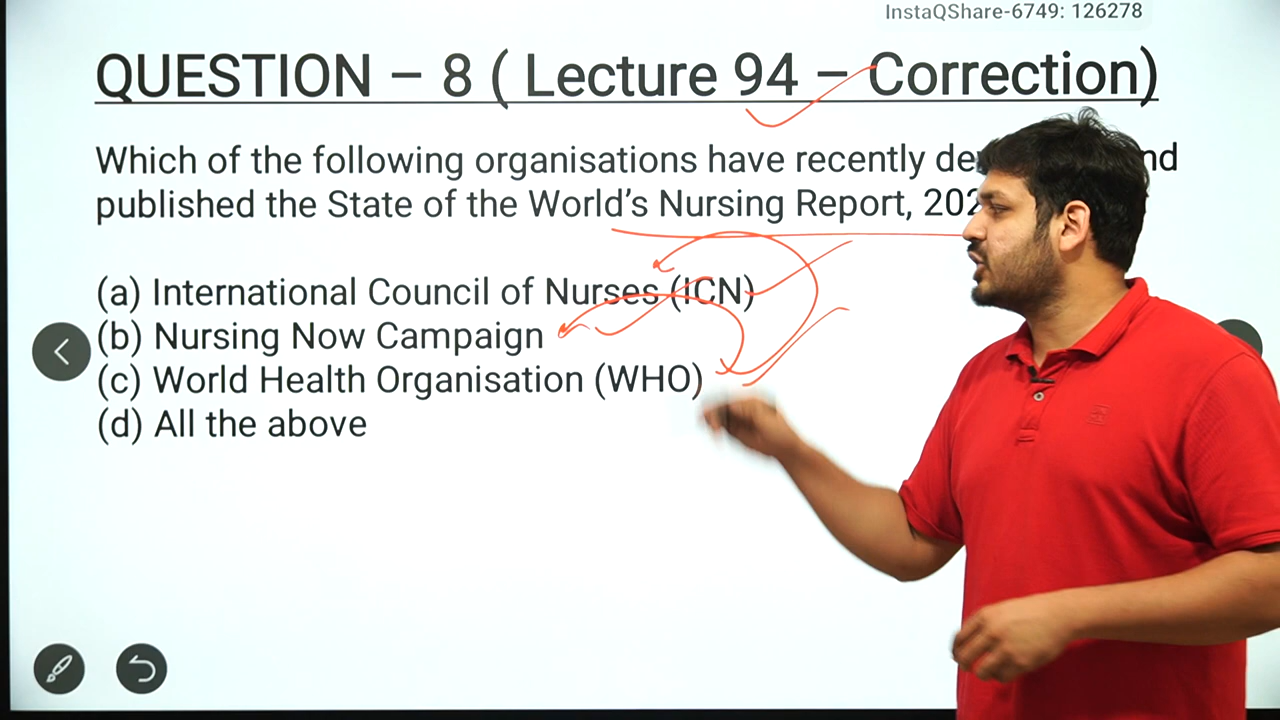 InstaQShare-6749: 126278
QUESTION – 8 ( Lecture 94 – Correction)
Which of the following organisations have recently
published the State of the World's Nursing Report,
(a) International Council of Nurses (ICN)
(b) Nursing Now Campaign
(c) World Health Organisation (WHO)
(d) All the above